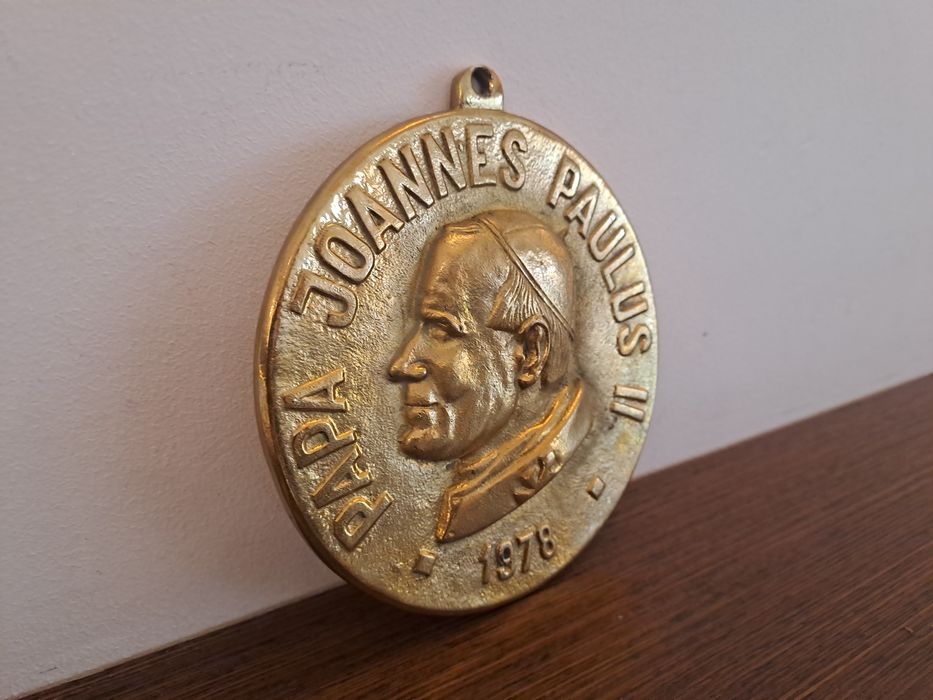 PAPA JOANNES PAULUS II
1978